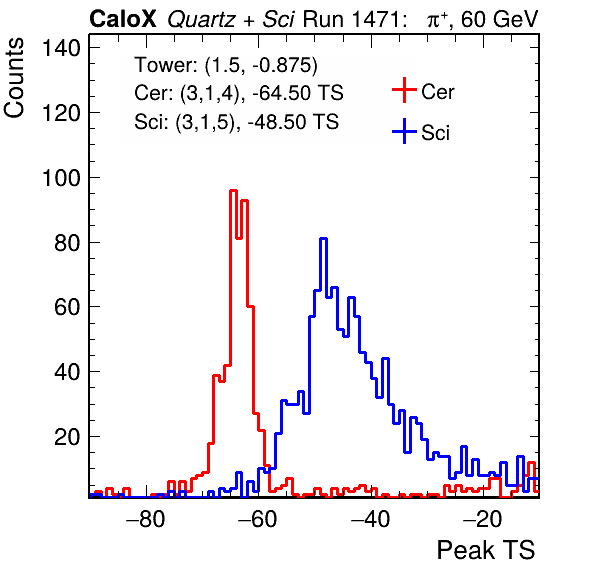 CaloX Quartz + Sci Run 1471: π⁺, 60 GeV
Counts
140
Tower: (1.5, -0.875)
Cer: (3,1,4), -64.50 TS
Sci: (3,1,5), -48.50 TS
Cer
Sci
120
100
80
60
40
20
−80 −60 −40 −20
Peak TS